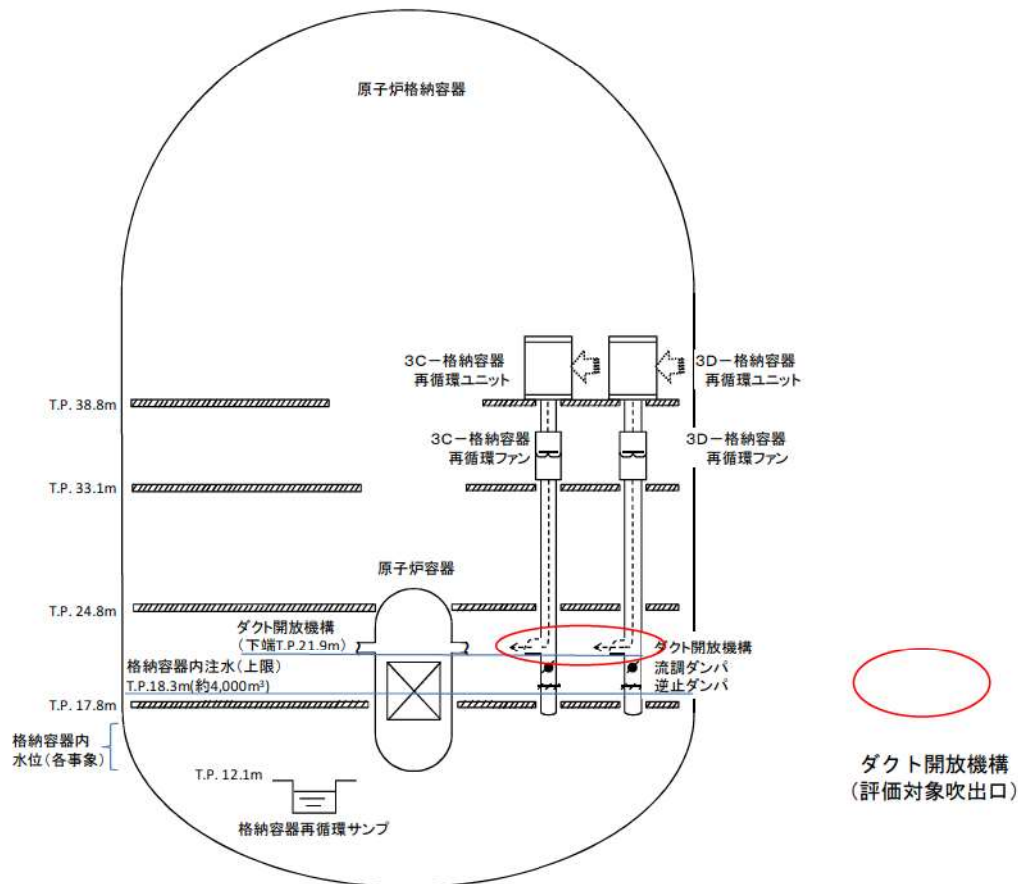 原子炉格納容器
3C－格納容器
再循環ユニット
3D－格納容器
再循環ユニット
T.P. 38.8m
3C－格納容器
再循環ファン
3D－格納容器
再循環ファン
T.P. 33.1m
原子炉容器
T.P. 24.8m
ダクト開放機構
（下端T.P.21.9m）
ダクト開放機構
流調ダンパ
逆止ダンパ
格納容器内注水（上限）
T.P.18.3m(約4,000m³)
T.P. 17.8m
格納容器内
水位（各事象）
T.P. 12.1m
格納容器再循環サンプ
ダクト開放機構
（評価対象吹出口）